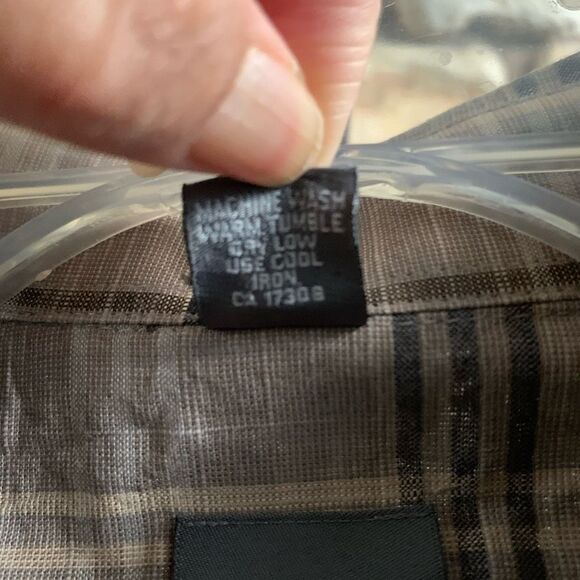 MACHINE WASH
WARM TUMBLE
DRY LOW
USE COOL
IRON.
CA 17308